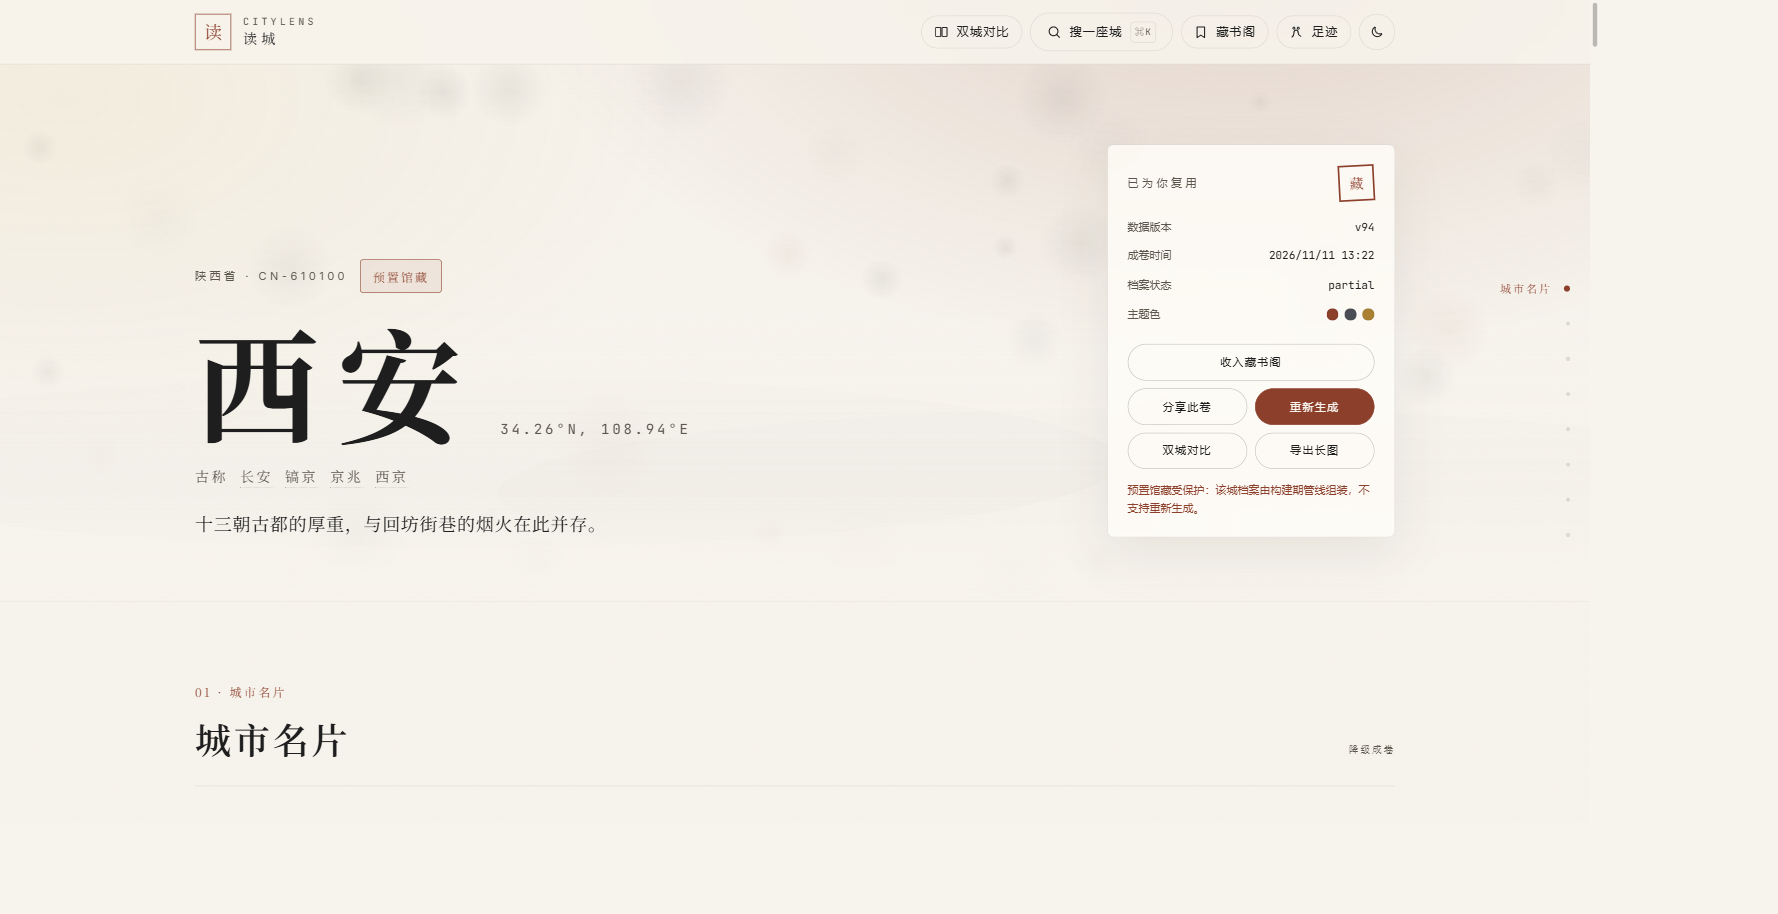 读
CITYLENS
读城
双城对比
搜一座城 ⌘K
藏书阁
足迹
已为你复用
藏
数据版本 v94
成卷时间 2026/11/11 13:22
档案状态 partial
主题色
收入藏书阁
分享此卷
重新生成
双城对比
导出长图
预置馆藏受保护：该城档案由构建期管线组装，不
支持重新生成。
陕西省 · CN-610100
预置馆藏
西安
34.26°N, 108.94°E
古称 长安 镐京 京兆 西京
十三朝古都的厚重，与回坊街巷的烟火在此并存。
城市名片
01 · 城市名片
城市名片
降级成卷